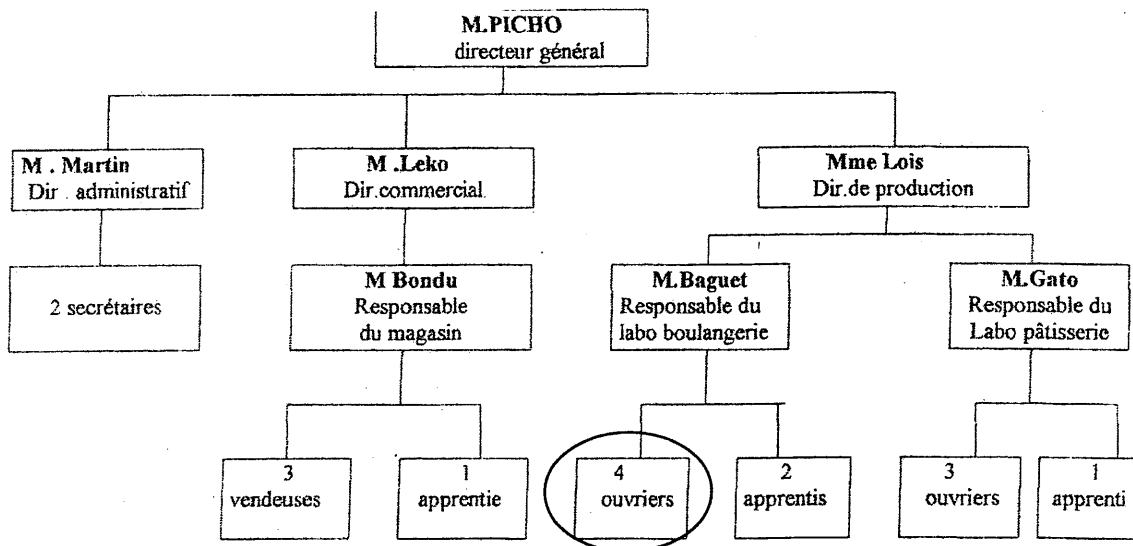 M.PICHO
directeur général
M . Martin
Dir . administratif
M .Leko
Dir.commercial.
Mme Lois
Dir.de production
2 secrétaires
M Bondu
Responsable
du magasin
M.Baguet
Responsable du
labo boulangerie
M.Gato
Responsable du
Labo pâtisserie
3
vendeuses
1
apprentie
4
ouvriers
2
apprentis
3
ouvriers
1
apprenti